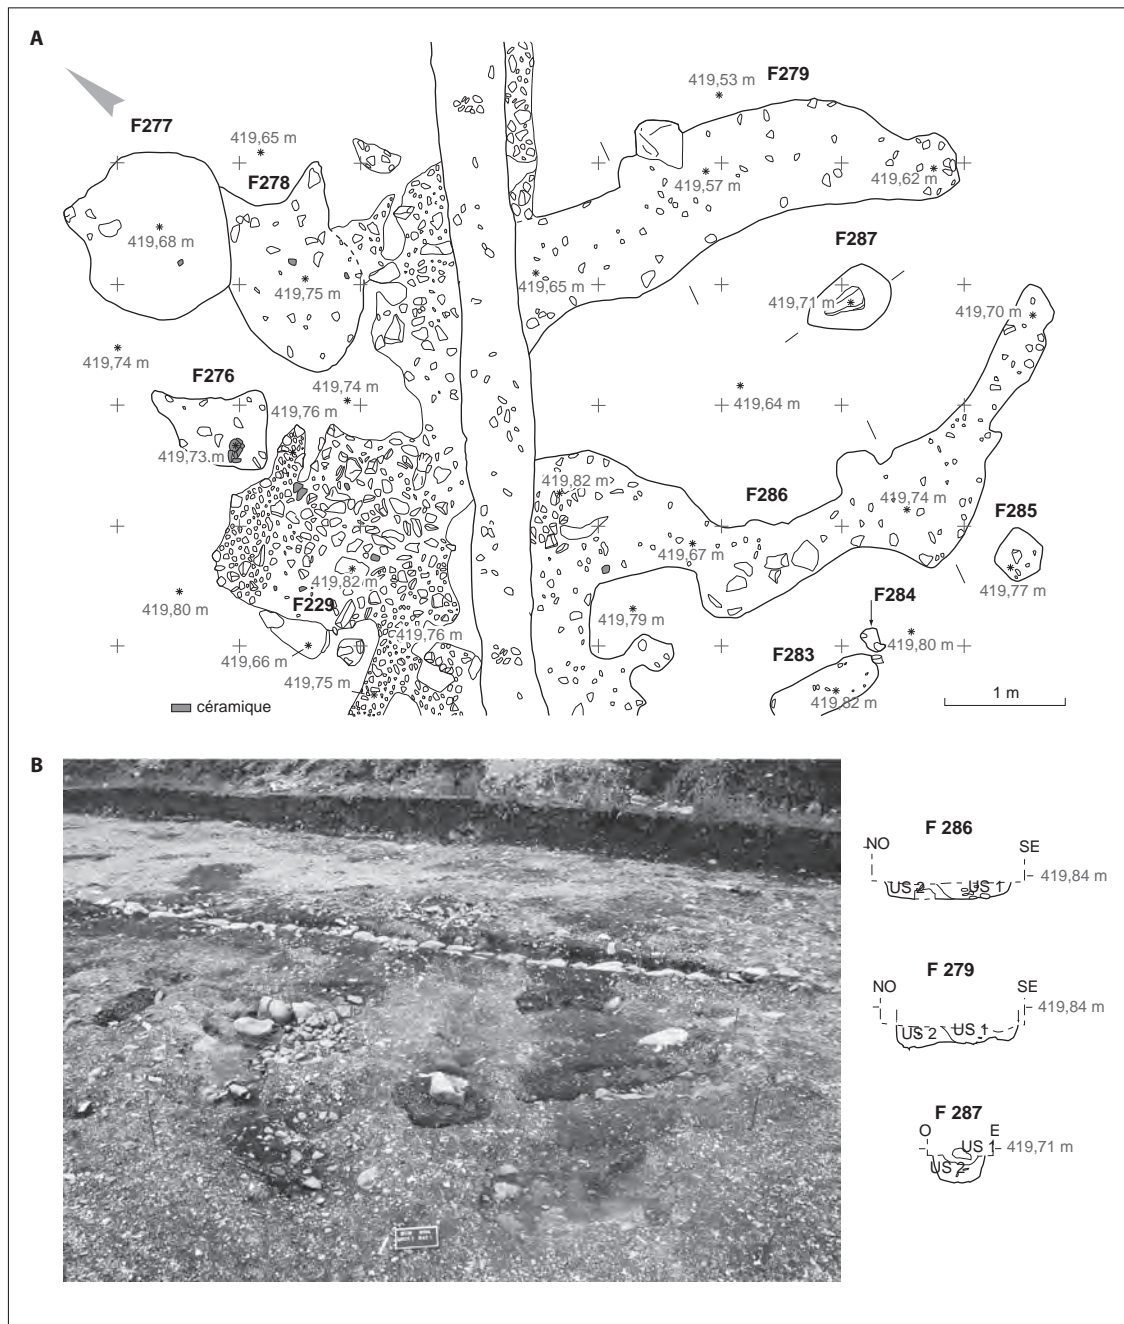 A
419,53 m
F279
F277
419,65 m
F278
419,57 m
419,62 m
F287
419,68 m
419,75 m
419,65 m
419,71 m
419,70 m
419,74 m
F276
419,74 m
419,76 m
419,64 m
419,73 m
419,82 m
F286
419,74 m
F285
419,67 m
419,82 m
419,77 m
419,80 m
F229
419,79 m
F284
419,76 m
419,80 m
419,66 m
F283
419,75 m
419,82 m
céramique
1 m
B
F 286
NO
SE
419,84 m
US 2
US 1
F 279
NO
SE
419,84 m
US 2
US 1
F 287
O
E
US 1
419,71 m
US 2